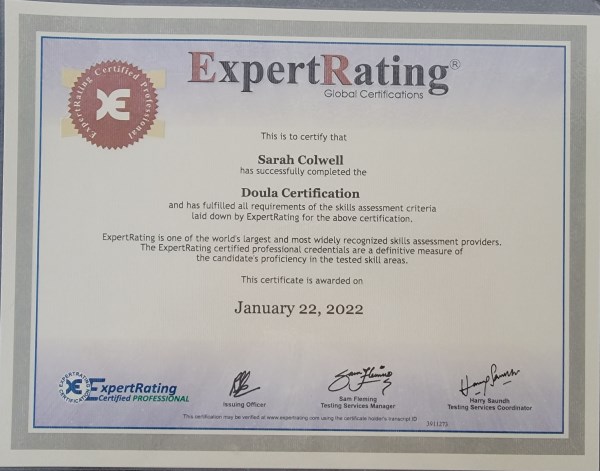 ExpertRating®
Global Certifications
ExpertRating Certified Professional
This is to certify that
Sarah Colwell
has successfully completed the
Doula Certification
and has fulfilled all requirements of the skills assessment criteria
laid down by ExpertRating for the above certification.
ExpertRating is one of the world's largest and most widely recognized skills assessment providers.
The ExpertRating certified professional credentials are a definitive measure of
the candidate's proficiency in the tested skill areas.
This certificate is awarded on
January 22, 2022
ExpertRating
Certified PROFESSIONAL
Issuing Officer
Sam Fleming
Testing Services Manager
Harry Saundh
Testing Services Coordinator
This certification may be verified at www.expertrating.com using the certificate holder's transcript ID